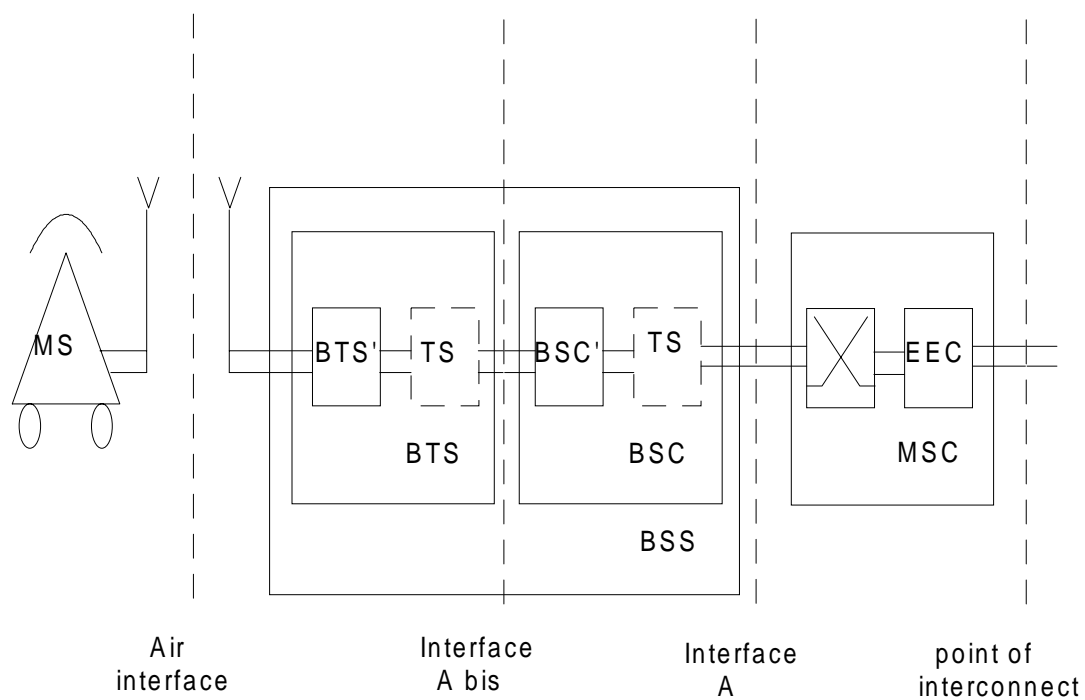 MS
BTS'
TS
BSC'
TS
EEC
BTS
BSC
MSC
BSS
Air
interface
Interface
A bis
Interface
A
point of
interconnect